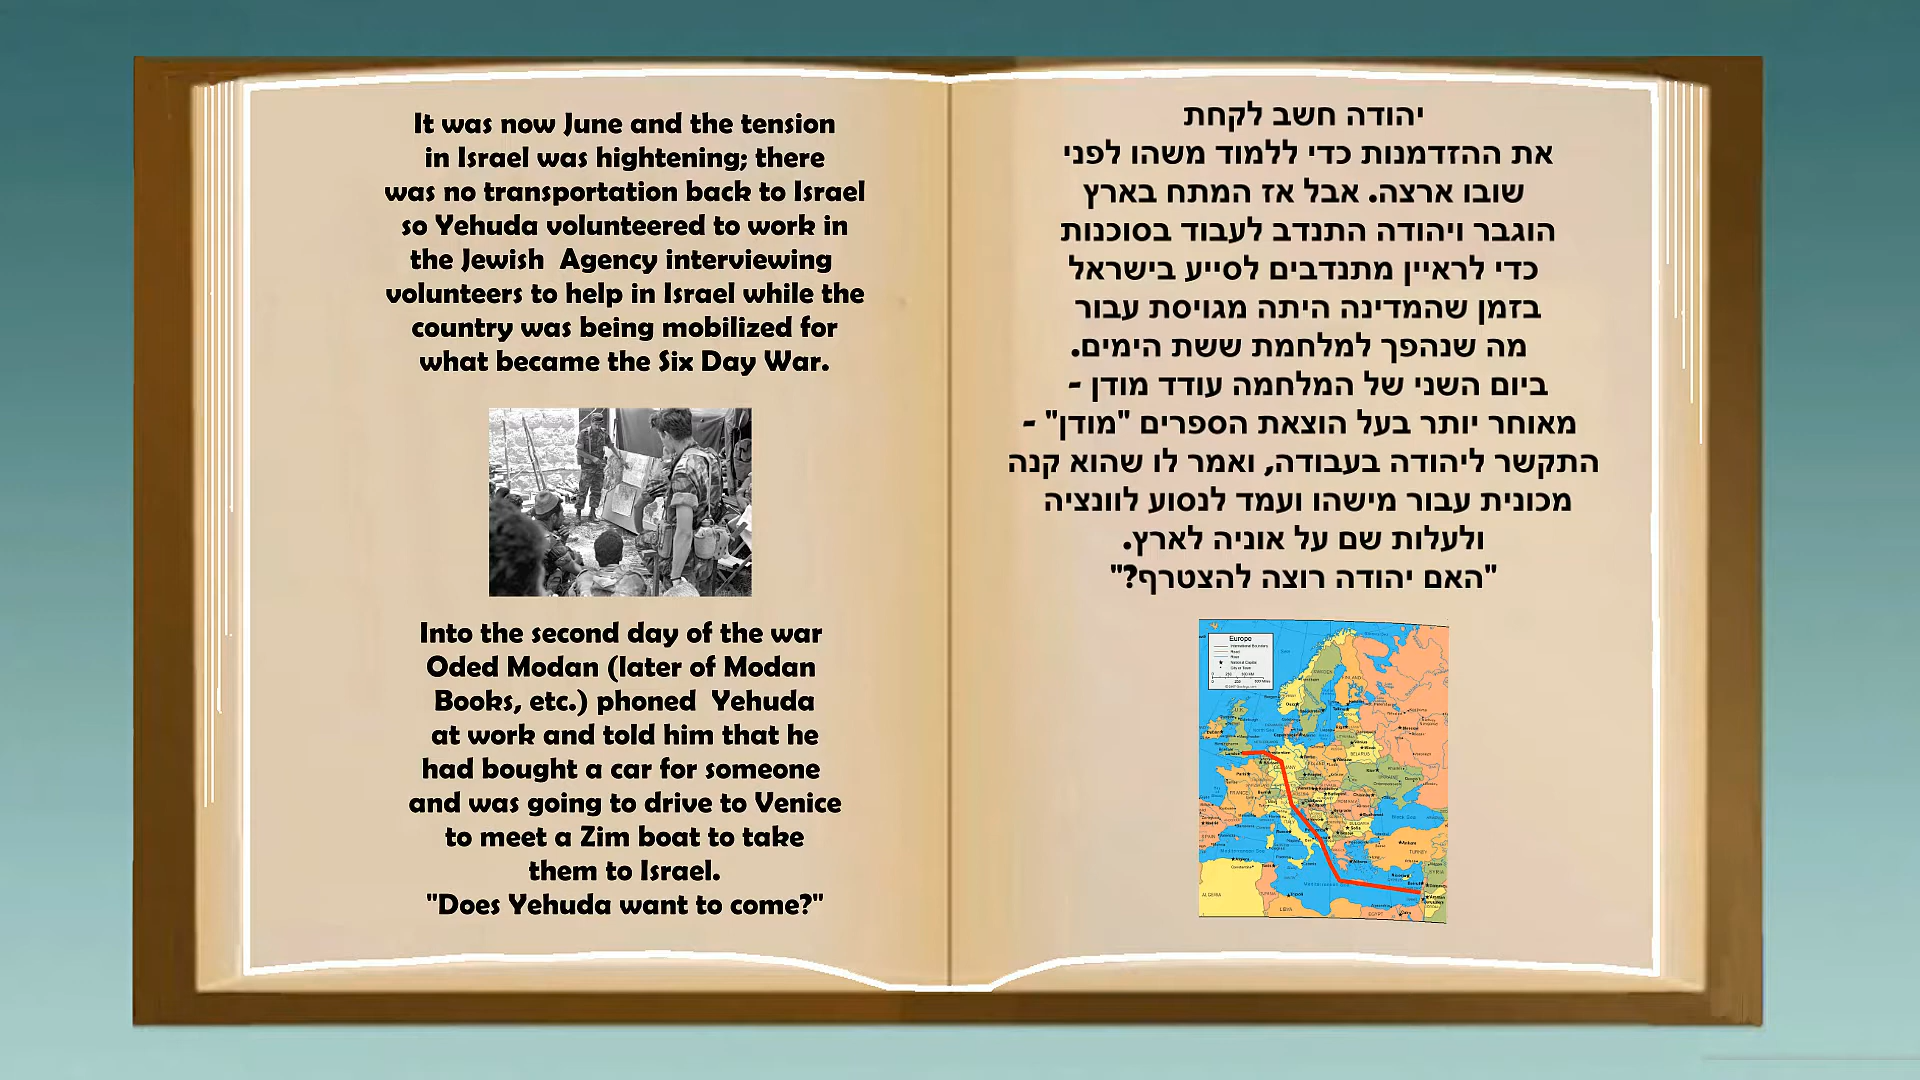 It was now June and the tension
in Israel was hightening; there
was no transportation back to Israel
so Yehuda volunteered to work in
the Jewish Agency interviewing
volunteers to help in Israel while the
country was being mobilized for
what became the Six Day War.
Into the second day of the war
Oded Modan (later of Modan
Books, etc.) phoned Yehuda
at work and told him that he
had bought a car for someone
and was going to drive to Venice
to meet a Zim boat to take
them to Israel.
"Does Yehuda want to come?"
יהודה חשב לקחת
את ההזדמנות כדי ללמוד משהו לפני
שובו ארצה. אבל אז המתח בארץ
הוגבר ויהודה התנדב לעבוד בסוכנות
כדי לראיין מתנדבים לסייע בישראל
בזמן שהמדינה היתה מגויסת עבור
מה שנהפך למלחמת ששת הימים.
ביום השני של המלחמה עודד מודן -
מאוחר יותר בעל הוצאת הספרים "מודן" -
התקשר ליהודה בעבודה, ואמר לו שהוא קנה
מכונית עבור מישהו ועמד לנסוע לוונציה
ולעלות שם על אוניה לארץ.
"האם יהודה רוצה להצטרף?"
Europe